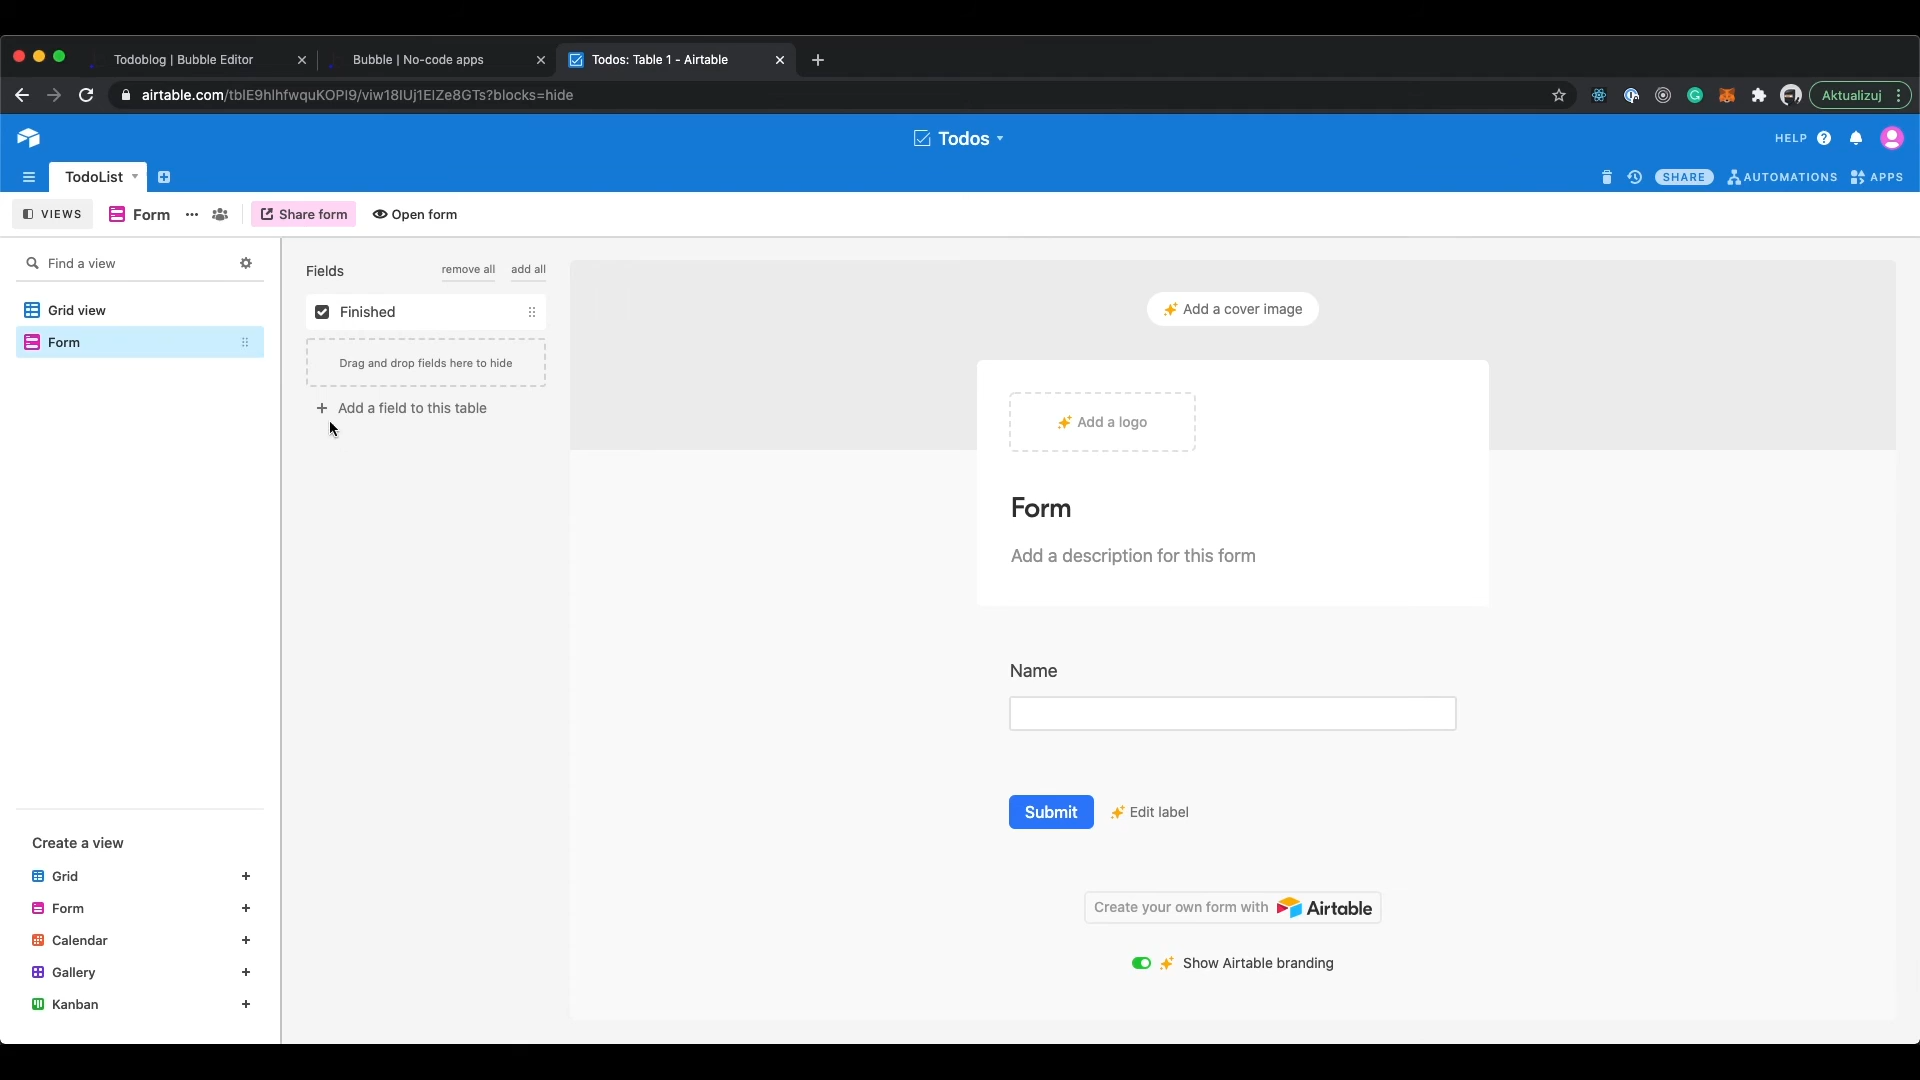 Todoblog | Bubble Editor
Bubble | No-code apps
Todos: Table 1 - Airtable
airtable.com/tblE9hlhfwquKOPI9/viw18IUj1EIZe8GTs?blocks=hide
Aktualizuj
Todos
HELP
TodoList
SHARE
AUTOMATIONS
APPS
VIEWS
Form
Share form
Open form
Find a view
Grid view
Form
Fields
remove all
add all
Finished
Drag and drop fields here to hide
Add a field to this table
Add a cover image
Add a logo
Form
Add a description for this form
Name
Submit
Edit label
Create your own form with Airtable
Show Airtable branding
Create a view
Grid
Form
Calendar
Gallery
Kanban